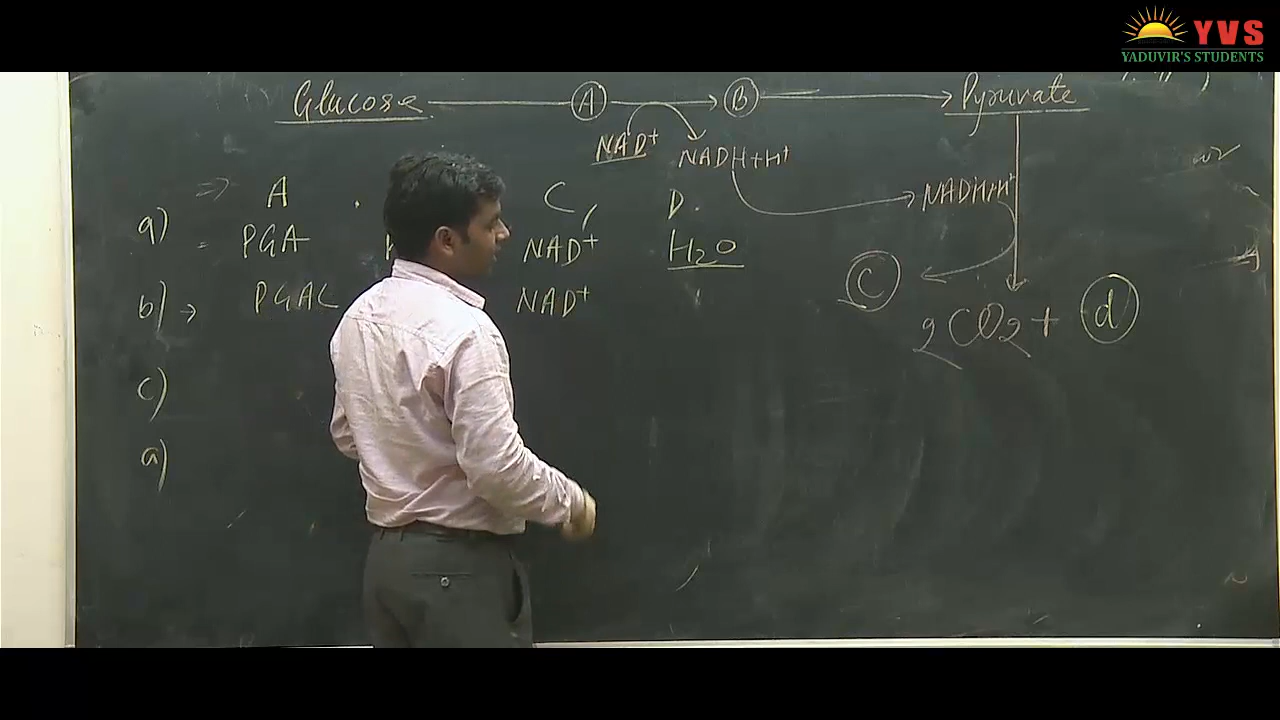 YVS
YADUVIR'S STUDENTS
Glucose → A → B → Pyruvate
NAD+ NADH+H+
NADH+H+
⇒ A C, D.
a) PGA NAD+ H2O
b) → PGAL NAD+
C 2CO2 + d
c)
a)